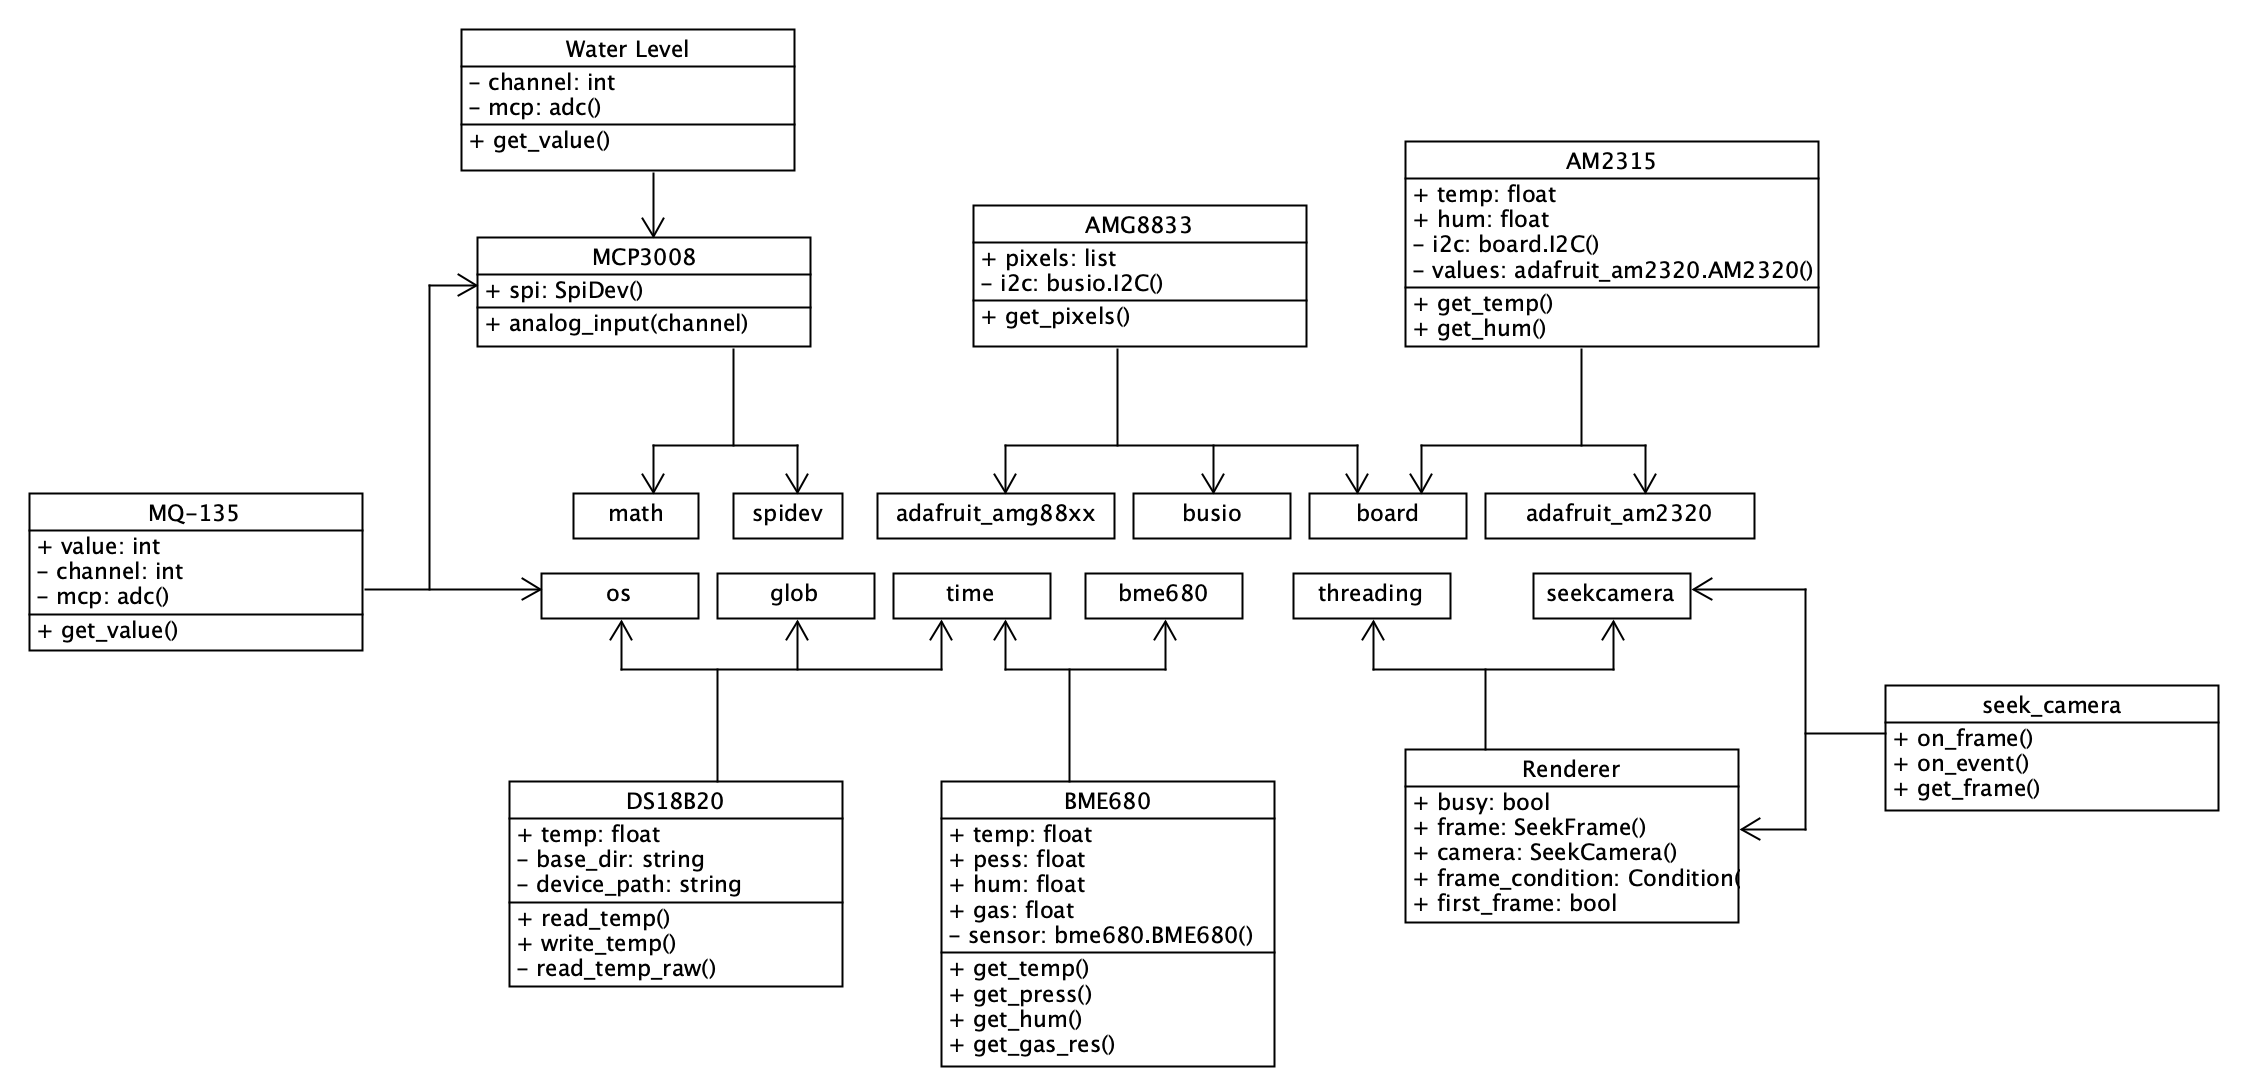 Water Level
– channel: int
– mcp: adc()
+ get_value()
MCP3008
+ spi: SpiDev()
+ analog_input(channel)
AMG8833
+ pixels: list
– i2c: busio.I2C()
+ get_pixels()
AM2315
+ temp: float
+ hum: float
– i2c: board.I2C()
– values: adafruit_am2320.AM2320()
+ get_temp()
+ get_hum()
MQ-135
+ value: int
– channel: int
– mcp: adc()
+ get_value()
math
spidev
adafruit_amg88xx
busio
board
adafruit_am2320
os
glob
time
bme680
threading
seekcamera
DS18B20
+ temp: float
– base_dir: string
– device_path: string
+ read_temp()
+ write_temp()
– read_temp_raw()
BME680
+ temp: float
+ pess: float
+ hum: float
+ gas: float
– sensor: bme680.BME680()
+ get_temp()
+ get_press()
+ get_hum()
+ get_gas_res()
Renderer
+ busy: bool
+ frame: SeekFrame()
+ camera: SeekCamera()
+ frame_condition: Condition(
+ first_frame: bool
seek_camera
+ on_frame()
+ on_event()
+ get_frame()